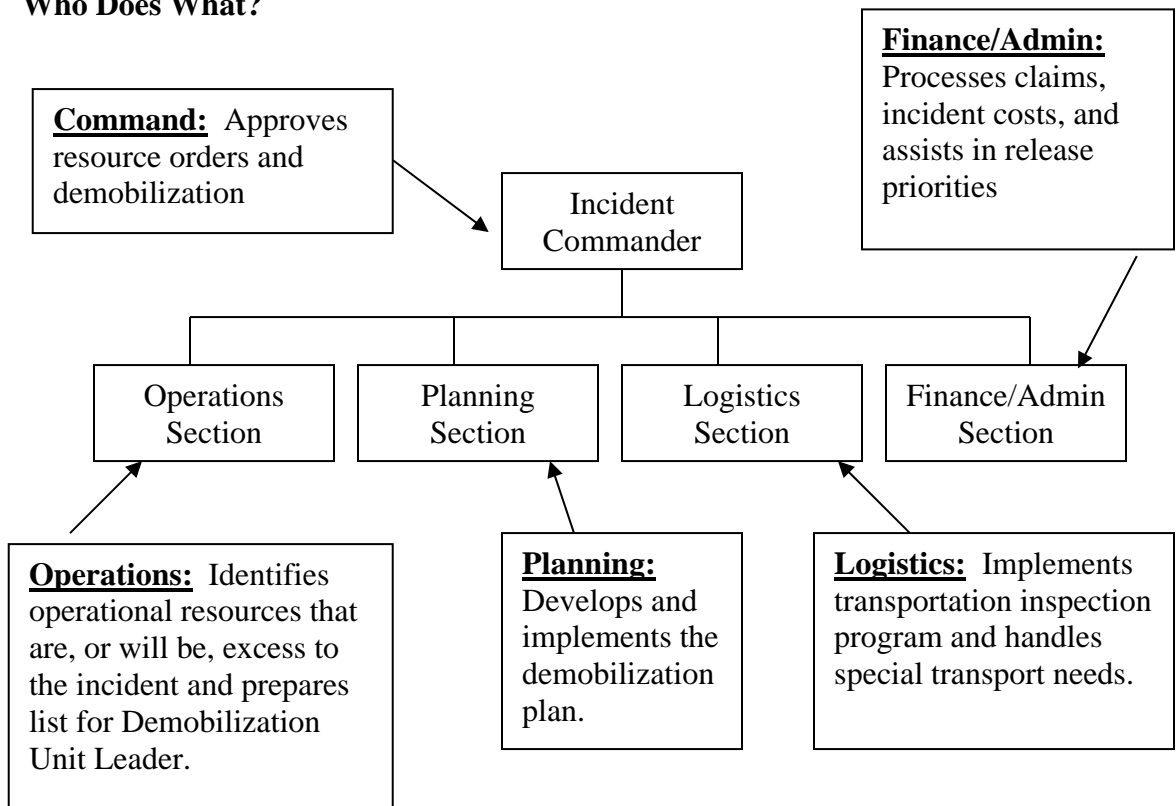 Who Does What?
Finance/Admin:
Processes claims,
incident costs, and
assists in release
priorities
Command: Approves
resource orders and
demobilization
Incident
Commander
Operations
Section
Planning
Section
Logistics
Section
Finance/Admin
Section
Operations: Identifies
operational resources that
are, or will be, excess to
the incident and prepares
list for Demobilization
Unit Leader.
Planning:
Develops and
implements the
demobilization
plan.
Logistics: Implements
transportation inspection
program and handles
special transport needs.